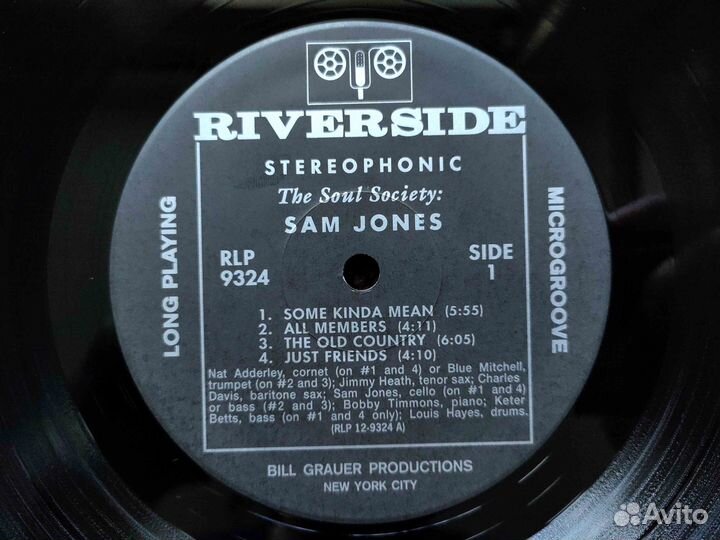 RIVERSIDE
STEREOPHONIC
The Soul Society:
SAM JONES
RLP
9324
SIDE
1
LONG PLAYING
MICROGROOVE
1. SOME KINDA MEAN (5:55)
2. ALL MEMBERS (4:11)
3. THE OLD COUNTRY (6:05)
4. JUST FRIENDS (4:10)
Nat Adderley, cornet (on #1 and 4) or Blue Mitchell,
trumpet (on #2 and 3); Jimmy Heath, tenor sax; Charles
Davis, baritone sax; Sam Jones, cello (on #1 and 4)
or bass (#2 and 3); Bobby Timmons, piano; Keter
Betts, bass (on #1 and 4 only); Louis Hayes, drums.
(RLP 12-9324 A)
BILL GRAUER PRODUCTIONS
NEW YORK CITY
Avito